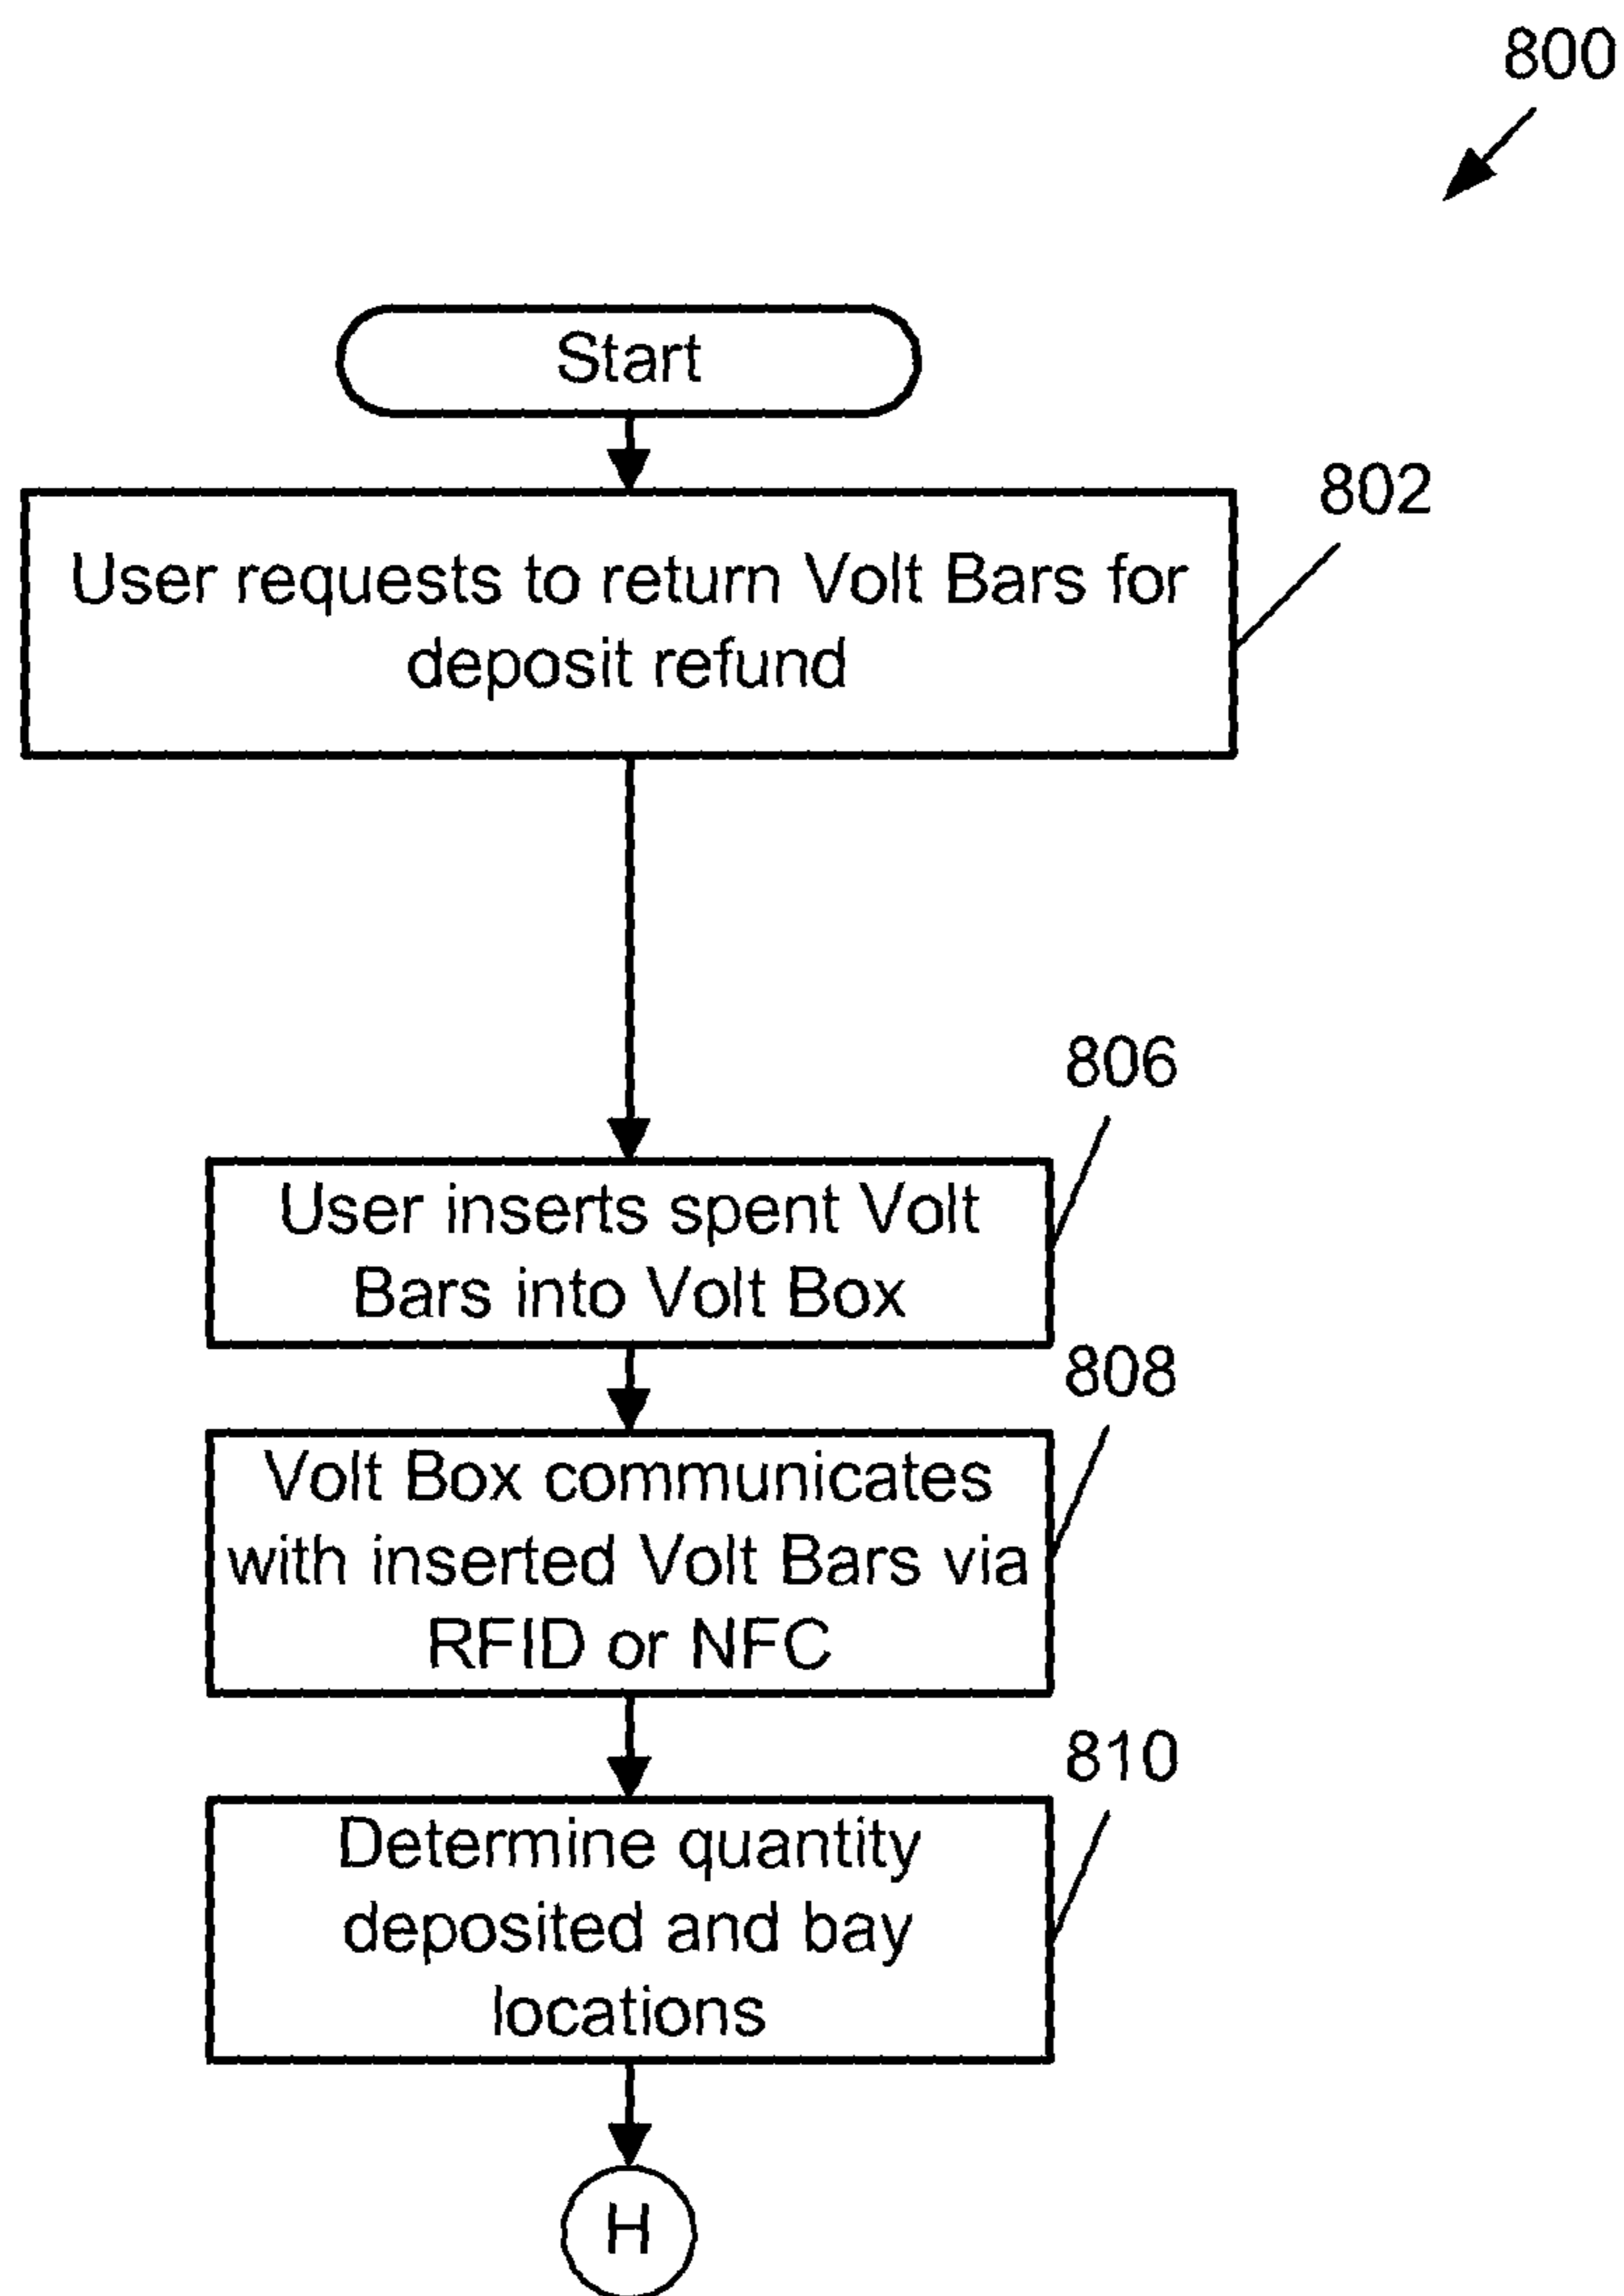 800
Start
802
User requests to return Volt Bars for
deposit refund
806
User inserts spent Volt
Bars into Volt Box
808
Volt Box communicates
with inserted Volt Bars via
RFID or NFC
810
Determine quantity
deposited and bay
locations
H